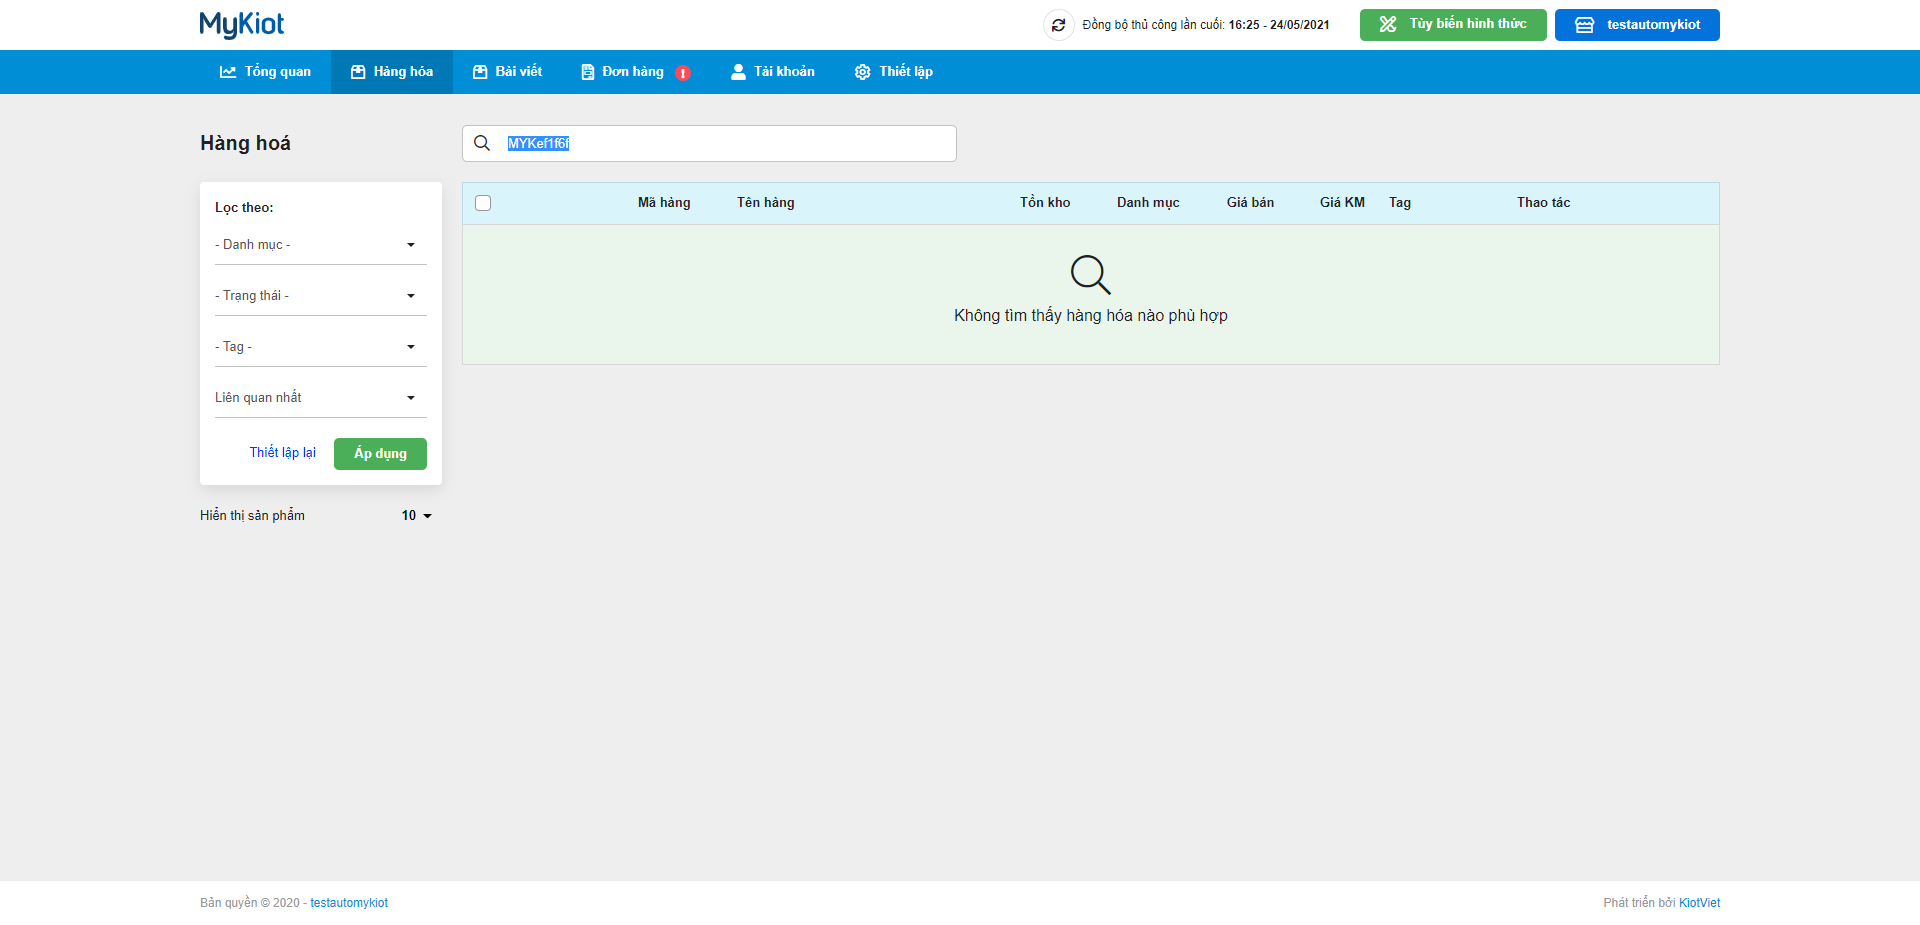 MyKiot
Đồng bộ thủ công lần cuối: 16:25 - 24/05/2021
Tùy biến hình thức
testautomykiot
Tổng quan
Hàng hóa
Bài viết
Đơn hàng
Tài khoản
Thiết lập
Hàng hoá
MYKef1f6f
Lọc theo:
- Danh mục -
- Trạng thái -
- Tag -
Liên quan nhất
Thiết lập lại
Áp dụng
Hiển thị sản phẩm 10
Mã hàng Tên hàng Tồn kho Danh mục Giá bán Giá KM Tag Thao tác
Không tìm thấy hàng hóa nào phù hợp
Bản quyền © 2020 - testautomykiot
Phát triển bởi KiotViet